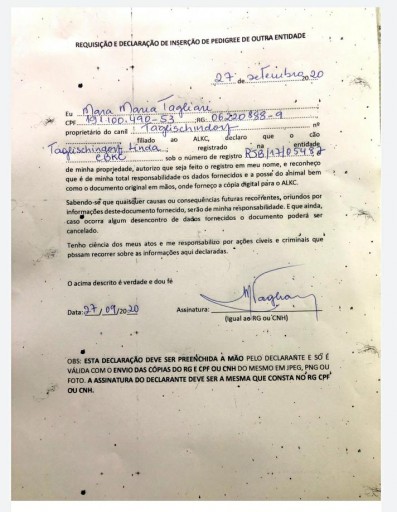 REQUISIÇÃO E DECLARAÇÃO DE INSERÇÃO DE PEDIGREE DE OUTRA ENTIDADE
27 de setembro 20 20
Eu Mara Maria Tagliari
CPF 191.100.490-53 RG: 06220838-9
proprietário do canil : Taglischindorf nº
filiado ao ALKC, declaro que o cão
Taglischingorf Linda registrado na entidade
CBKC sob o número de registro RSB/17/05437
de minha propriedade, autorizo que seja feito o registro em meu nome, e reconheço
que é de minha total responsabilidade os dados fornecidos e a posse do animal bem
como o documento original em mãos, onde forneço a cópia digital para o ALKC.
Sabendo-se que quaisquer causas ou consequências futuras recorrentes, oriundos por
informações deste documento fornecido, serão de minha responsabilidade. E que ainda,
caso ocorra algum desencontro de dados fornecidos o documento poderá ser
cancelado.
Tenho ciência dos meus atos e me responsabilizo por ações cíveis e criminais que
possam recorrer sobre as informações aqui declaradas.
O acima descrito é verdade e dou fé
Data: 27/09/2020 Assinatura: MTagliari
(Igual ao RG ou CNH)
OBS: ESTA DECLARAÇÃO DEVE SER PREENCHIDA À MÃO PELO DECLARANTE E SÓ É
VÁLIDA COM O ENVIO DAS CÓPIAS DO RG E CPF OU CNH DO MESMO EM JPEG, PNG OU
FOTO. A ASSINATURA DO DECLARANTE DEVE SER A MESMA QUE CONSTA NO RG CPF
OU CNH.